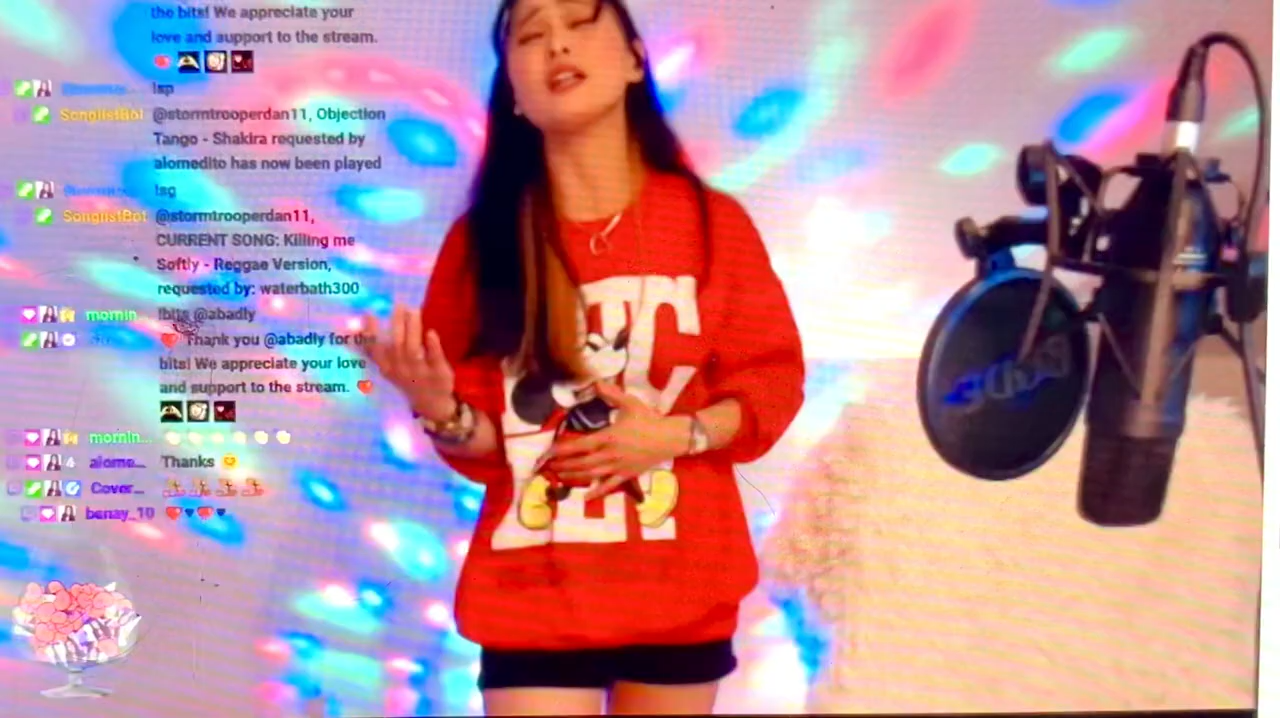 the bits! We appreciate your
love and support to the stream.
!sp
SonglistBot @stormtrooperdan11, Objection
Tango - Shakira requested by
alomedito has now been played
!sg
SonglistBot @stormtrooperdan11,
CURRENT SONG: Killing me
Softly - Reggae Version,
requested by: waterbath300
mornin... !bits @abadly
Thank you @abadly for the
bits! We appreciate your love
and support to the stream.
mornin...
4 alome... Thanks
Cover...
benay_10